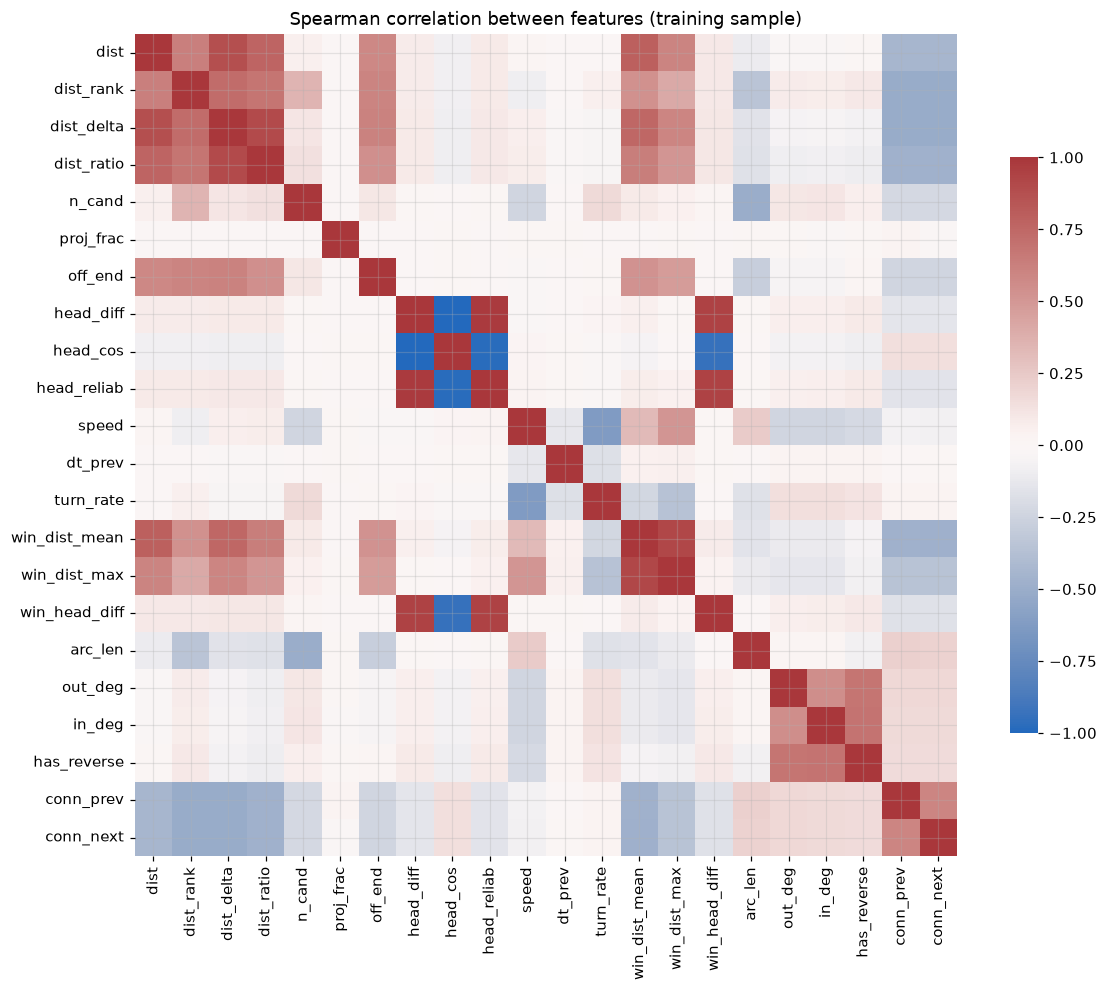 Spearman correlation between features (training sample)
dist
dist_rank
dist_delta
dist_ratio
n_cand
proj_frac
off_end
head_diff
head_cos
head_reliab
speed
dt_prev
turn_rate
win_dist_mean
win_dist_max
win_head_diff
arc_len
out_deg
in_deg
has_reverse
conn_prev
conn_next
dist
dist_rank
dist_delta
dist_ratio
n_cand
proj_frac
off_end
head_diff
head_cos
head_reliab
speed
dt_prev
turn_rate
win_dist_mean
win_dist_max
win_head_diff
arc_len
out_deg
in_deg
has_reverse
conn_prev
conn_next
1.00
0.75
0.50
0.25
0.00
−0.25
−0.50
−0.75
−1.00